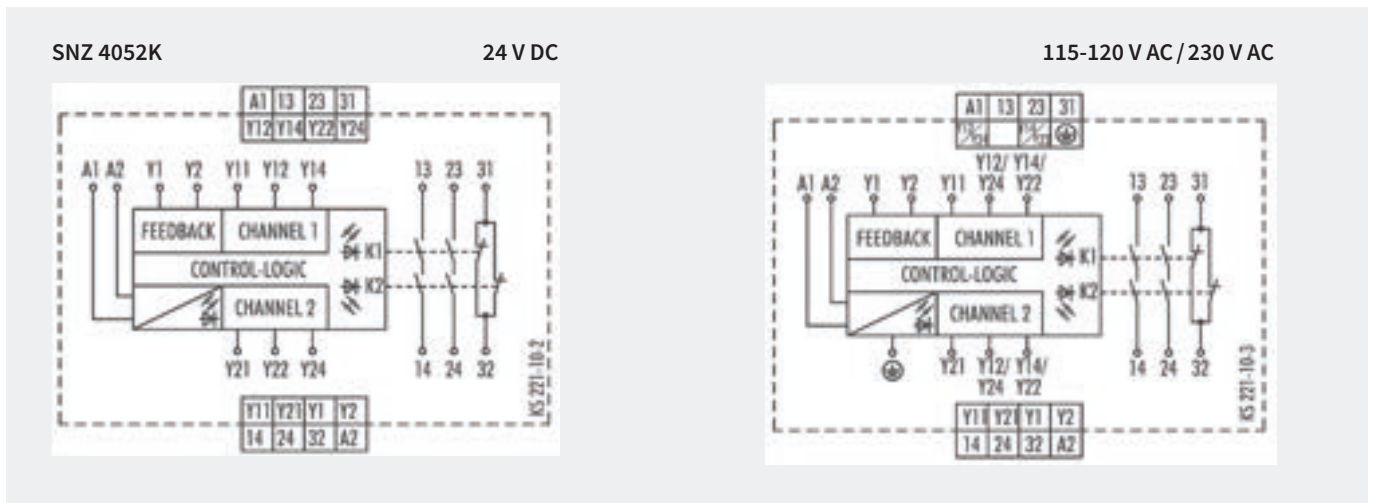 SNZ 4052K 24 V DC
A1 13 23 31
Y12 Y14 Y22 Y24
A1 A2 Y1 Y2 Y11 Y12 Y14 13 23 31
FEEDBACK CHANNEL 1
K1
CONTROL-LOGIC
K2
CHANNEL 2
Y21 Y22 Y24 14 24 32
KS 221-10-2
Y11 Y21 Y1 Y2
14 24 32 A2
115-120 V AC / 230 V AC
A1 13 23 31
Y12/ Y14/
A1 A2 Y1 Y2 Y11 Y24 Y22 13 23 31
FEEDBACK CHANNEL 1
K1
CONTROL-LOGIC
K2
CHANNEL 2
Y21 Y12/ Y14/ 14 24 32
Y24 Y22
KS 221-10-3
Y11 Y21 Y1 Y2
14 24 32 A2